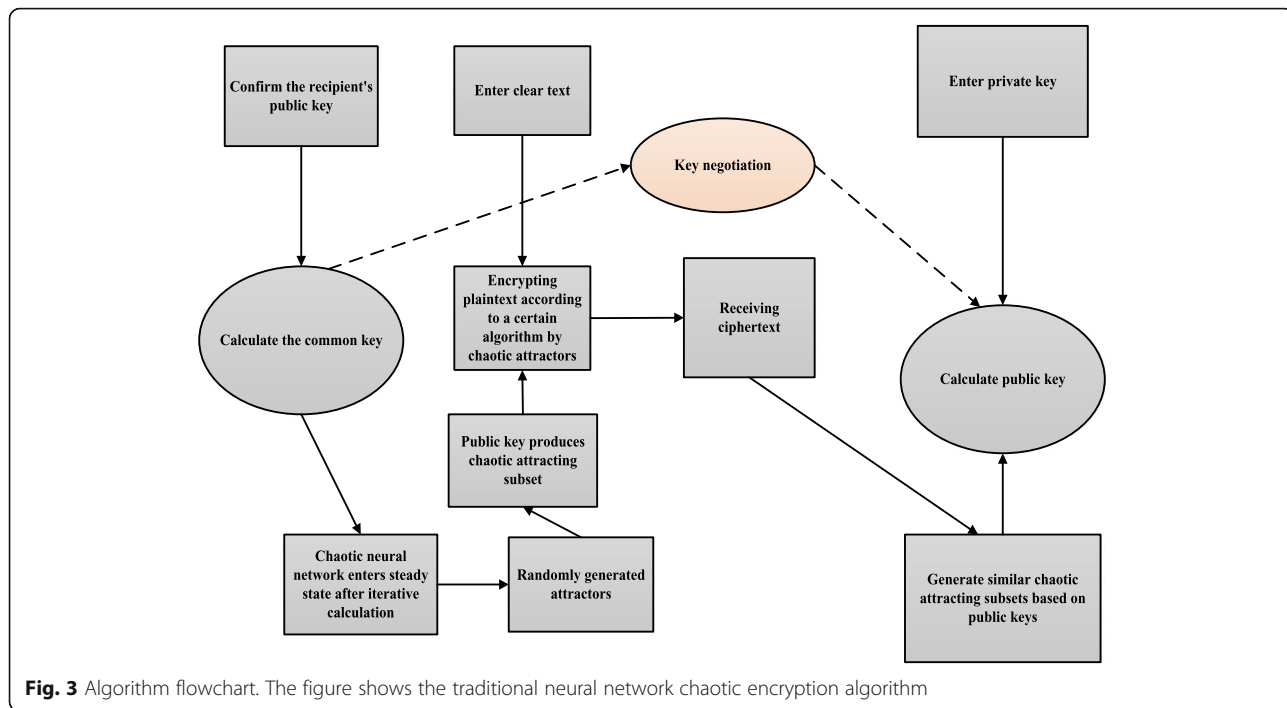 Confirm the recipient's
public key
Enter clear text
Enter private key
Key negotiation
Calculate the common key
Encrypting
plaintext according
to a certain
algorithm by
chaotic attractors
Receiving
ciphertext
Calculate public key
Public key produces
chaotic attracting
subset
Chaotic neural
network enters steady
state after iterative
calculation
Randomly generated
attractors
Generate similar chaotic
attracting subsets based on
public keys
Fig. 3 Algorithm flowchart. The figure shows the traditional neural network chaotic encryption algorithm